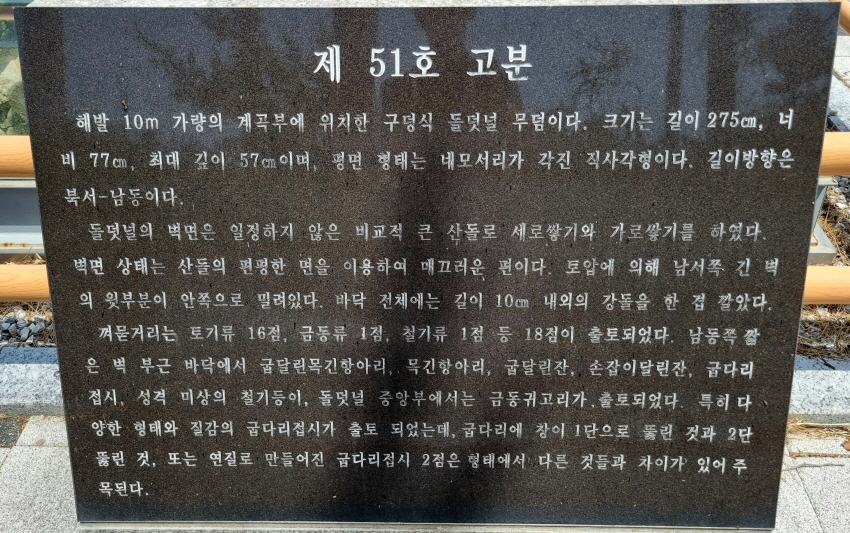 제 51호 고분
해발 10m 가량의 계곡부에 위치한 구덩식 돌덧널 무덤이다. 크기는 길이 275㎝, 너
비 77㎝, 최대 깊이 57㎝이며, 평면 형태는 네모서리가 각진 직사각형이다. 길이방향은
북서-남동이다.
돌덧널의 벽면은 일정하지 않은 비교적 큰 산돌로 세로쌓기와 가로쌓기를 하였다.
벽면 상태는 산돌의 편평한 면을 이용하여 매끄러운 편이다. 토압에 의해 남서쪽 긴 벽
의 윗부분이 안쪽으로 밀려있다. 바닥 전체에는 길이 10㎝ 내외의 강돌을 한 겹 깔았다.
껴묻거리는 토기류 16점, 금동류 1점, 철기류 1점 등 18점이 출토되었다. 남동쪽 짧
은 벽 부근 바닥에서 굽달린목긴항아리, 목긴항아리, 굽달린잔, 손잡이달린잔, 굽다리
접시, 성격 미상의 철기등이, 돌덧널 중앙부에서는 금동귀고리가 출토되었다. 특히 다
양한 형태와 질감의 굽다리접시가 출토 되었는데, 굽다리에 창이 1단으로 뚫린 것과 2단
뚫린 것, 또는 연질로 만들어진 굽다리접시 2점은 형태에서 다른 것들과 차이가 있어 주
목된다.